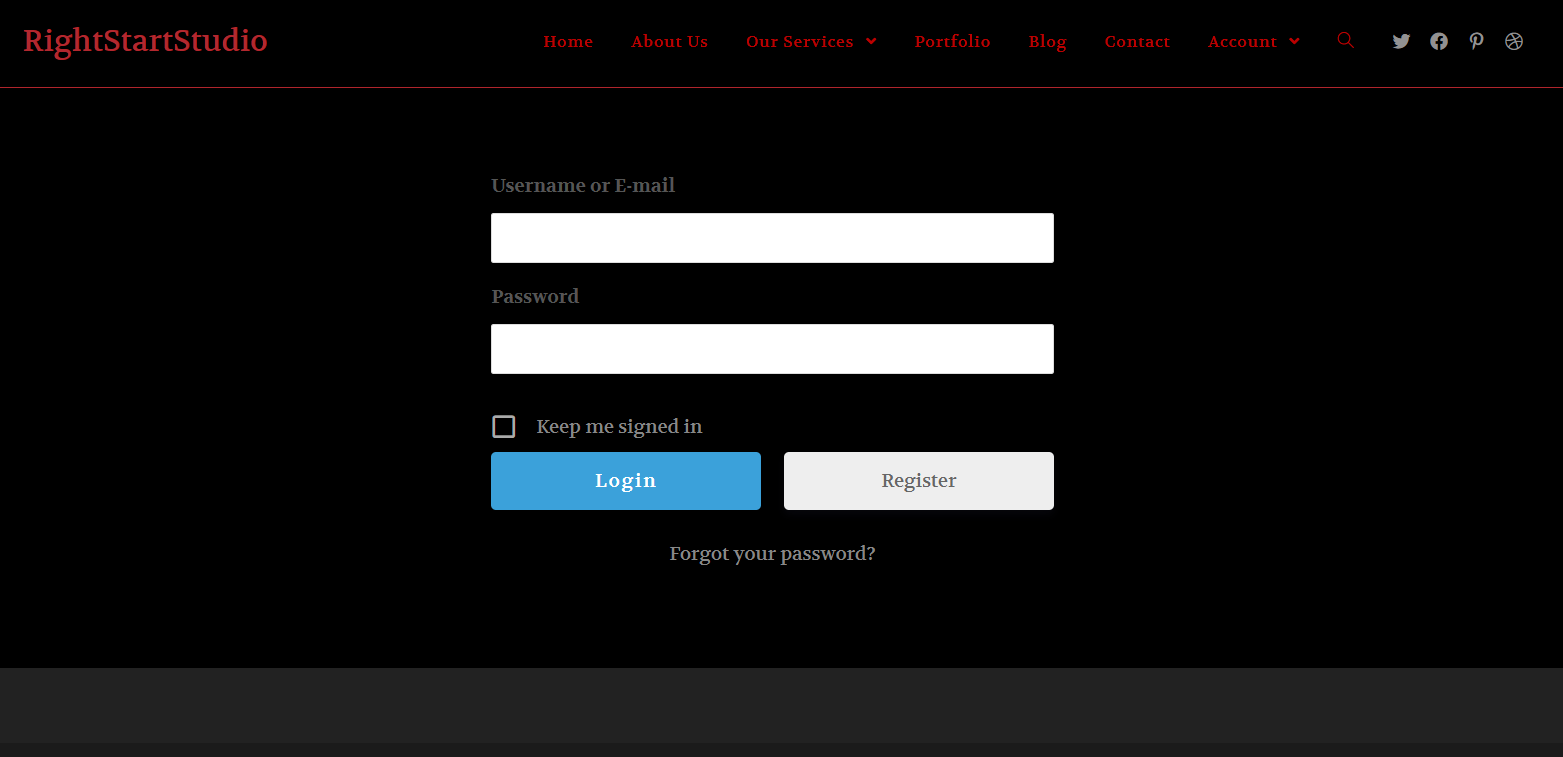 RightStartStudio
Home About Us Our Services Portfolio Blog Contact Account
Username or E-mail
Password
Keep me signed in
Login Register
Forgot your password?